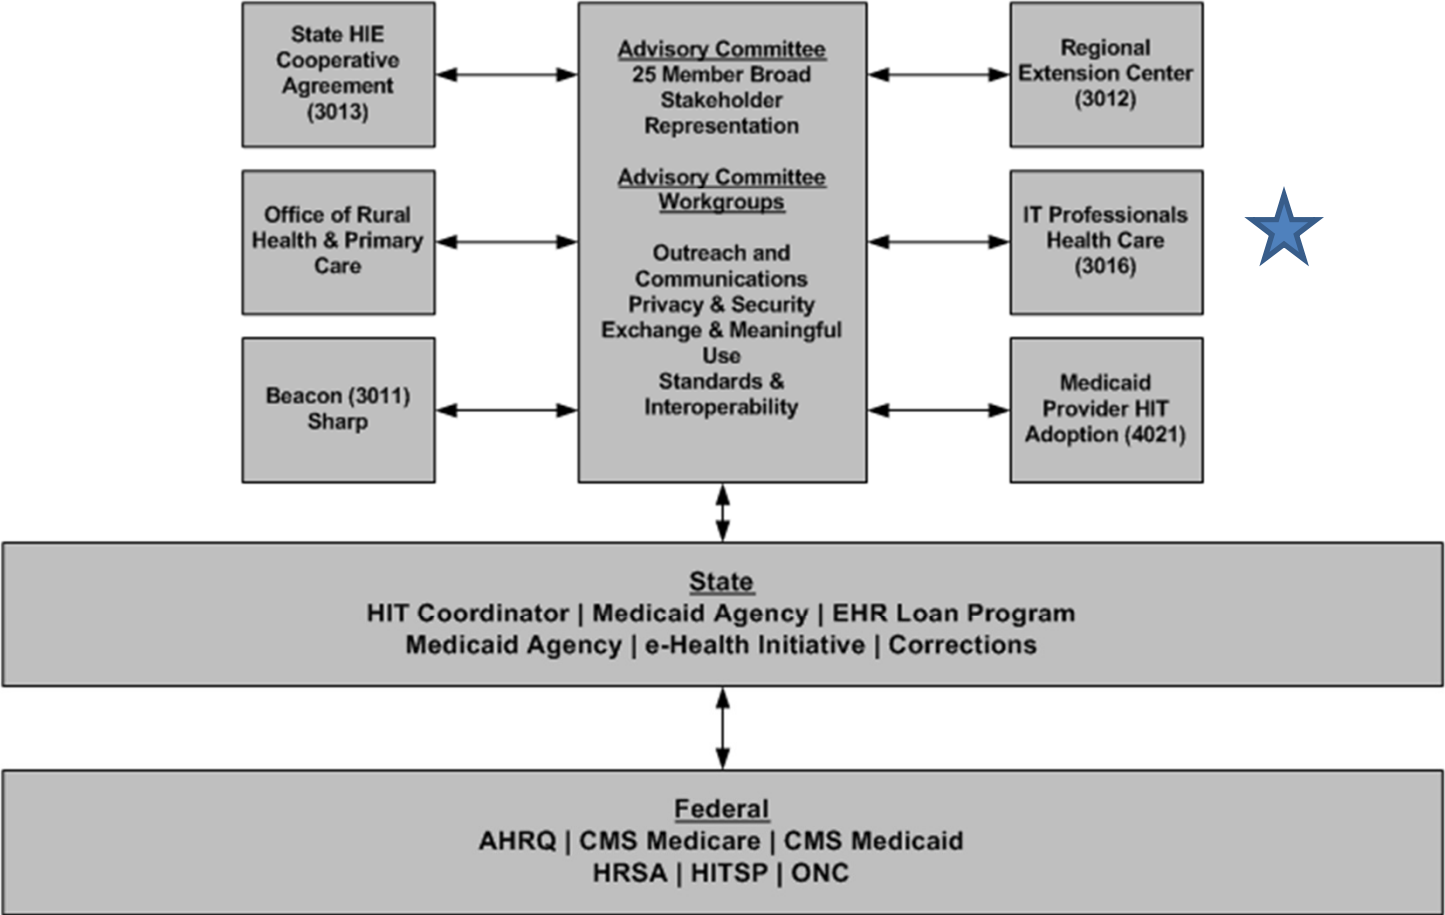 State HIE
Cooperative
Agreement
(3013)
Advisory Committee
25 Member Broad
Stakeholder
Representation
Advisory Committee
Workgroups
Outreach and
Communications
Privacy & Security
Exchange & Meaningful
Use
Standards &
Interoperability
Regional
Extension Center
(3012)
Office of Rural
Health & Primary
Care
IT Professionals
Health Care
(3016)
Beacon (3011)
Sharp
Medicaid
Provider HIT
Adoption (4021)
State
HIT Coordinator | Medicaid Agency | EHR Loan Program
Medicaid Agency | e-Health Initiative | Corrections
Federal
AHRQ | CMS Medicare | CMS Medicaid
HRSA | HITSP | ONC